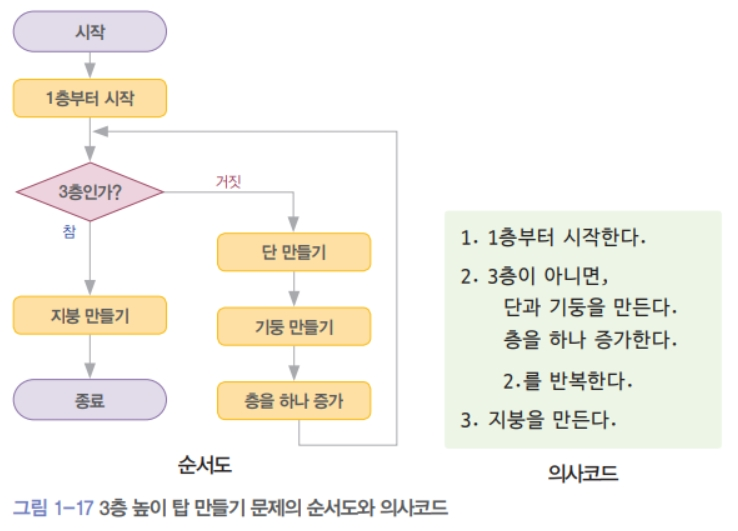 시작
1층부터 시작
3층인가?
거짓
참
단 만들기
지붕 만들기
기둥 만들기
종료
층을 하나 증가
순서도
1. 1층부터 시작한다.
2. 3층이 아니면,
단과 기둥을 만든다.
층을 하나 증가한다.
2.를 반복한다.
3. 지붕을 만든다.
의사코드
그림 1-17 3층 높이 탑 만들기 문제의 순서도와 의사코드